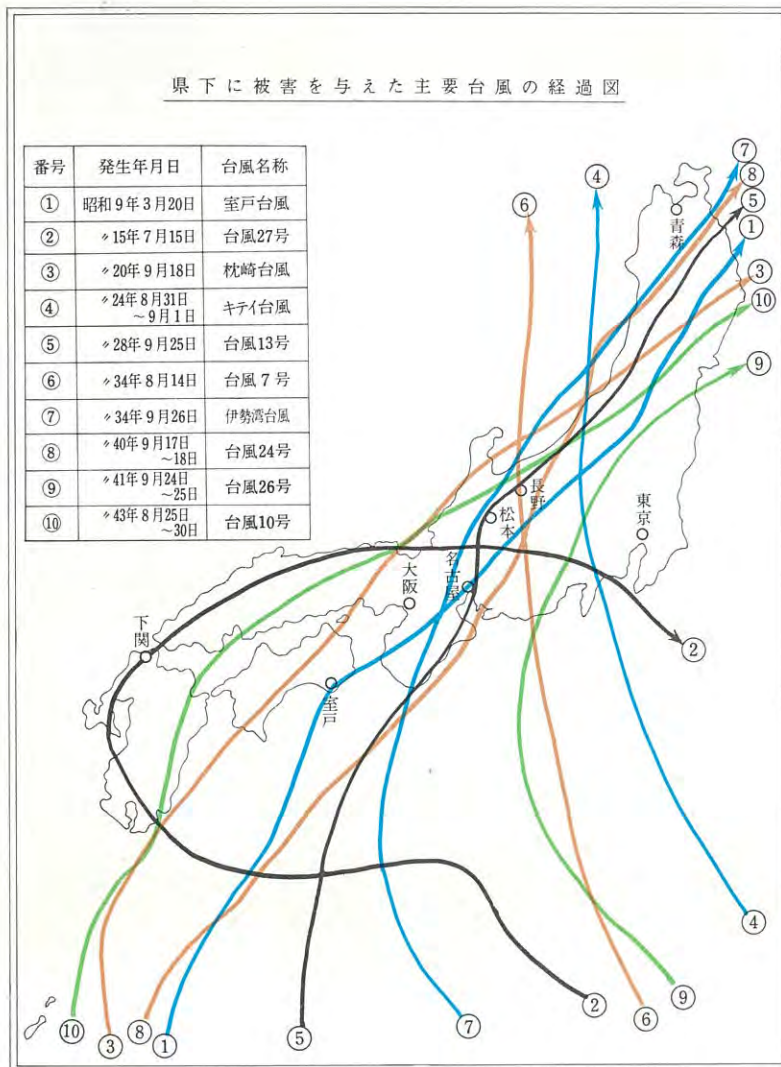 県下に被害を与えた主要台風の経過図
番号 発生年月日 台風名称
① 昭和9年3月20日 室戸台風
② 〃15年7月15日 台風27号
③ 〃20年9月18日 枕崎台風
④ 〃24年8月31日
～9月1日 キテイ台風
⑤ 〃28年9月25日 台風13号
⑥ 〃34年8月14日 台風7号
⑦ 〃34年9月26日 伊勢湾台風
⑧ 〃40年9月17日
～18日 台風24号
⑨ 〃41年9月24日
～25日 台風26号
⑩ 〃43年8月25日
～30日 台風10号
⑦
④
⑧
⑥
⑤
青森
①
③
⑩
⑨
長野
松本
東京
名古屋
大阪
下関
②
室戸
④
⑨
②
⑥
⑦
⑤
⑩
③
⑧
①